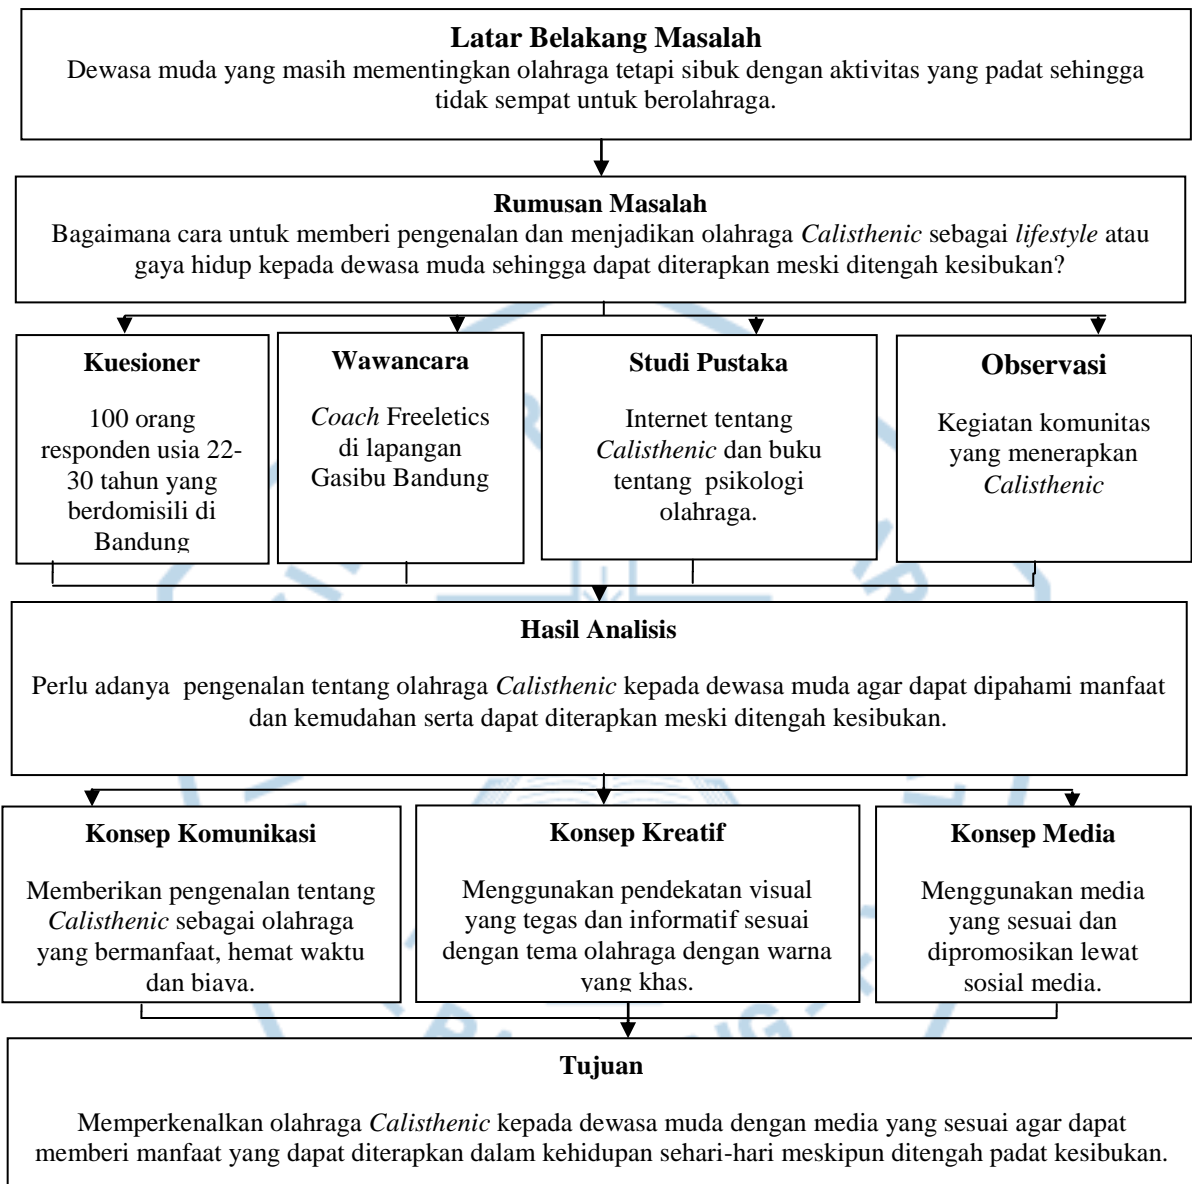 Latar Belakang Masalah
Dewasa muda yang masih mementingkan olahraga tetapi sibuk dengan aktivitas yang padat sehingga
tidak sempat untuk berolahraga.
Rumusan Masalah
Bagaimana cara untuk memberi pengenalan dan menjadikan olahraga Calisthenic sebagai lifestyle atau
gaya hidup kepada dewasa muda sehingga dapat diterapkan meski ditengah kesibukan?
Kuesioner
100 orang
responden usia 22-
30 tahun yang
berdomisili di
Bandung
Wawancara
Coach Freeletics
di lapangan
Gasibu Bandung
Studi Pustaka
Internet tentang
Calisthenic dan buku
tentang psikologi
olahraga.
Observasi
Kegiatan komunitas
yang menerapkan
Calisthenic
Hasil Analisis
Perlu adanya pengenalan tentang olahraga Calisthenic kepada dewasa muda agar dapat dipahami manfaat
dan kemudahan serta dapat diterapkan meski ditengah kesibukan.
Konsep Komunikasi
Memberikan pengenalan tentang
Calisthenic sebagai olahraga
yang bermanfaat, hemat waktu
dan biaya.
Konsep Kreatif
Menggunakan pendekatan visual
yang tegas dan informatif sesuai
dengan tema olahraga dengan warna
yang khas.
Konsep Media
Menggunakan media
yang sesuai dan
dipromosikan lewat
sosial media.
Tujuan
Memperkenalkan olahraga Calisthenic kepada dewasa muda dengan media yang sesuai agar dapat
memberi manfaat yang dapat diterapkan dalam kehidupan sehari-hari meskipun ditengah padat kesibukan.